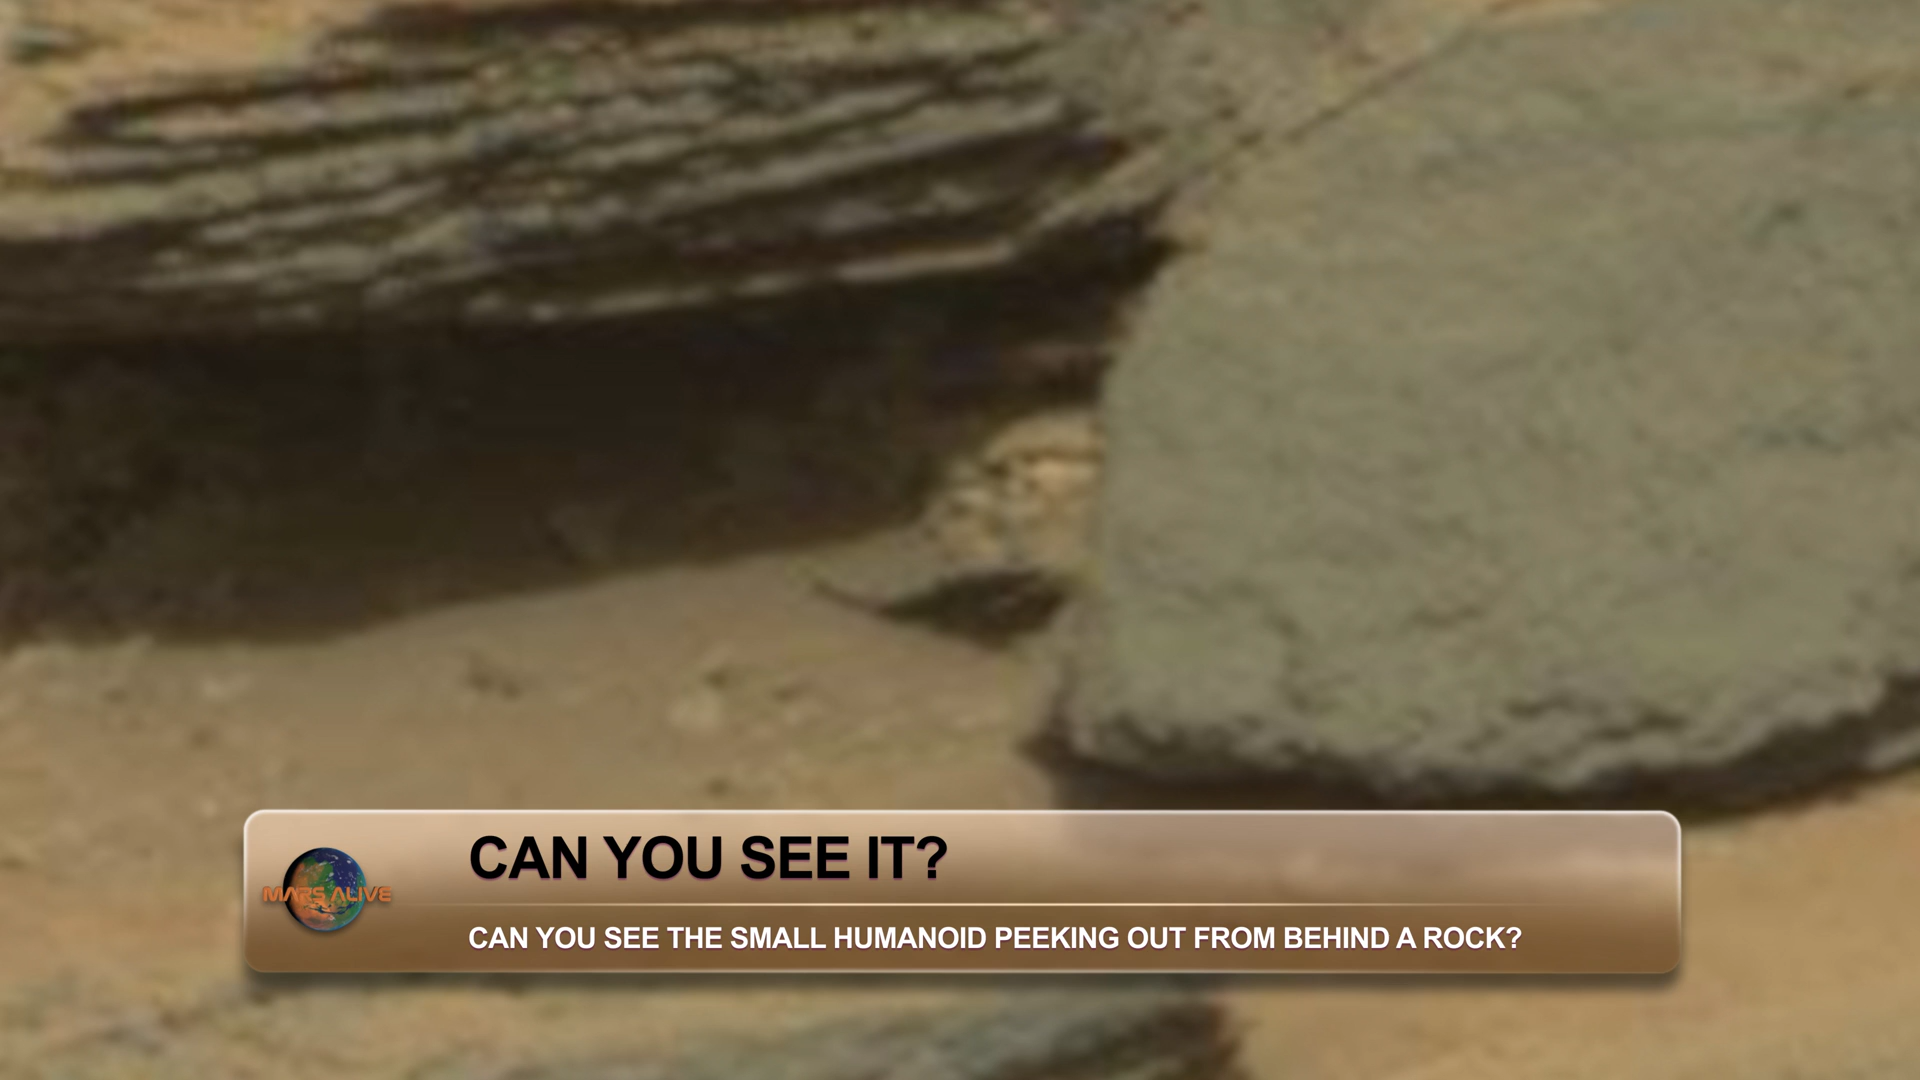 CAN YOU SEE IT?
MARS ALIVE
CAN YOU SEE THE SMALL HUMANOID PEEKING OUT FROM BEHIND A ROCK?